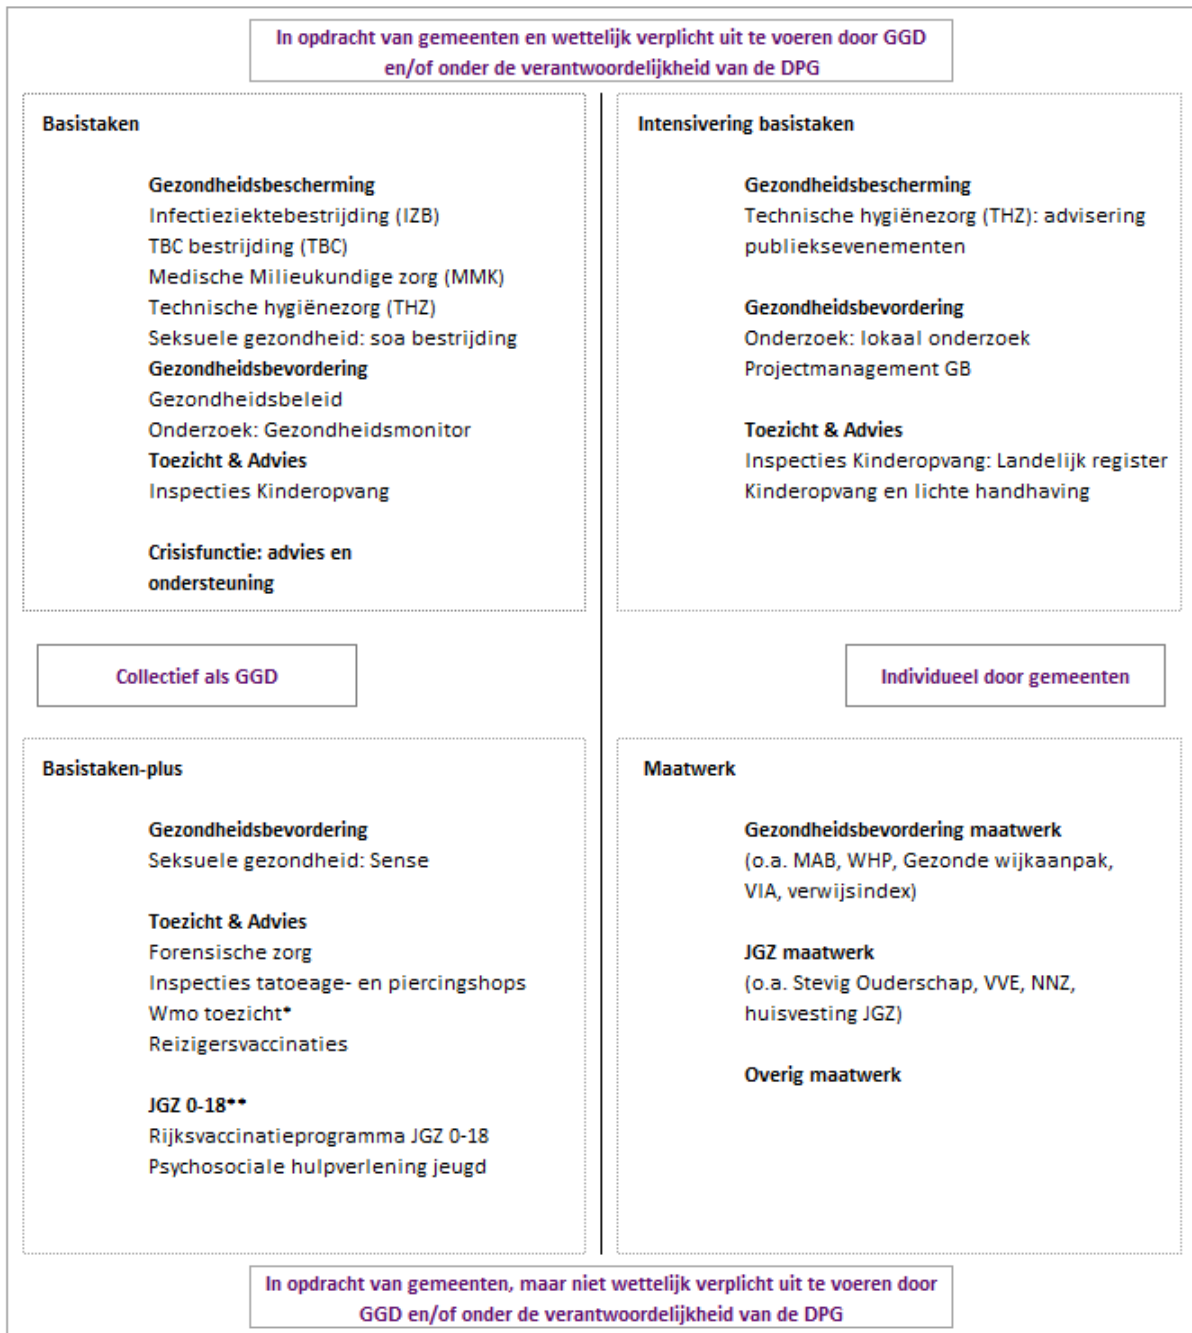 In opdracht van gemeenten en wettelijk verplicht uit te voeren door GGD
en/of onder de verantwoordelijkheid van de DPG
Basistaken
Gezondheidsbescherming
Infectieziektebestrijding (IZB)
TBC bestrijding (TBC)
Medische Milieukundige zorg (MMK)
Technische hygiënezorg (THZ)
Seksuele gezondheid: soa bestrijding
Gezondheidsbevordering
Gezondheidsbeleid
Onderzoek: Gezondheidsmonitor
Toezicht & Advies
Inspecties Kinderopvang
Crisisfunctie: advies en
ondersteuning
Intensivering basistaken
Gezondheidsbescherming
Technische hygiënezorg (THZ): advisering
publieksevenementen
Gezondheidsbevordering
Onderzoek: lokaal onderzoek
Projectmanagement GB
Toezicht & Advies
Inspecties Kinderopvang: Landelijk register
Kinderopvang en lichte handhaving
Collectief als GGD
Individueel door gemeenten
Basistaken-plus
Gezondheidsbevordering
Seksuele gezondheid: Sense
Toezicht & Advies
Forensische zorg
Inspecties tatoeage- en piercingshops
Wmo toezicht*
Reizigersvaccinaties
JGZ 0-18**
Rijksvaccinatieprogramma JGZ 0-18
Psychosociale hulpverlening jeugd
Maatwerk
Gezondheidsbevordering maatwerk
(o.a. MAB, WHP, Gezonde wijkaanpak,
VIA, verwijsindex)
JGZ maatwerk
(o.a. Stevig Ouderschap, VVE, NNZ,
huisvesting JGZ)
Overig maatwerk
In opdracht van gemeenten, maar niet wettelijk verplicht uit te voeren door
GGD en/of onder de verantwoordelijkheid van de DPG